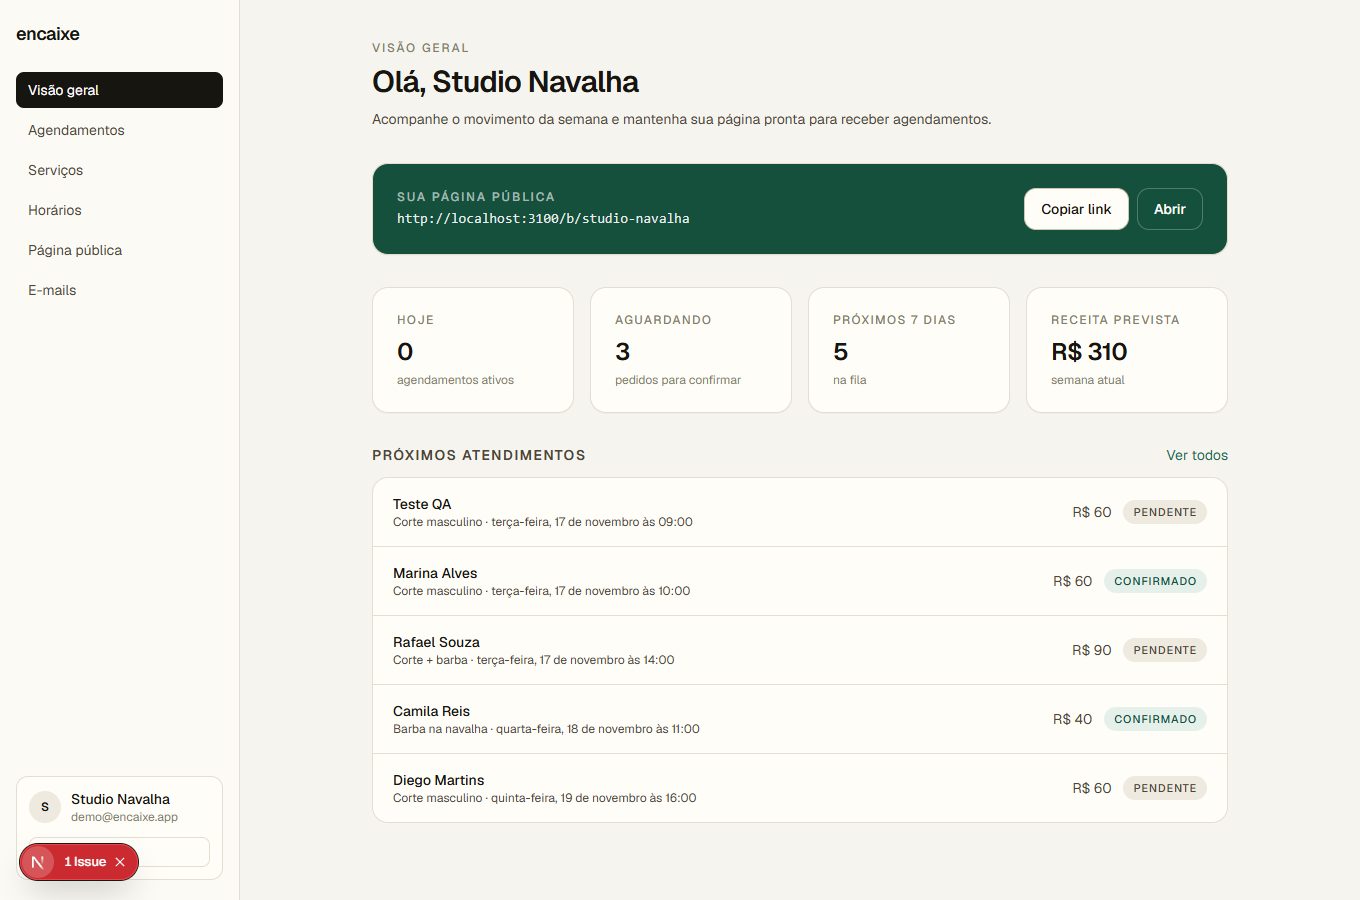 encaixe
Visão geral
Agendamentos
Serviços
Horários
Página pública
E-mails
S
Studio Navalha
demo@encaixe.app
N
1 Issue
VISÃO GERAL
Olá, Studio Navalha
Acompanhe o movimento da semana e mantenha sua página pronta para receber agendamentos.
SUA PÁGINA PÚBLICA
http://localhost:3100/b/studio-navalha
Copiar link
Abrir
HOJE
0
agendamentos ativos
AGUARDANDO
3
pedidos para confirmar
PRÓXIMOS 7 DIAS
5
na fila
RECEITA PREVISTA
R$ 310
semana atual
PRÓXIMOS ATENDIMENTOS
Ver todos
Teste QA
Corte masculino · terça-feira, 17 de novembro às 09:00
R$ 60
PENDENTE
Marina Alves
Corte masculino · terça-feira, 17 de novembro às 10:00
R$ 60
CONFIRMADO
Rafael Souza
Corte + barba · terça-feira, 17 de novembro às 14:00
R$ 90
PENDENTE
Camila Reis
Barba na navalha · quarta-feira, 18 de novembro às 11:00
R$ 40
CONFIRMADO
Diego Martins
Corte masculino · quinta-feira, 19 de novembro às 16:00
R$ 60
PENDENTE